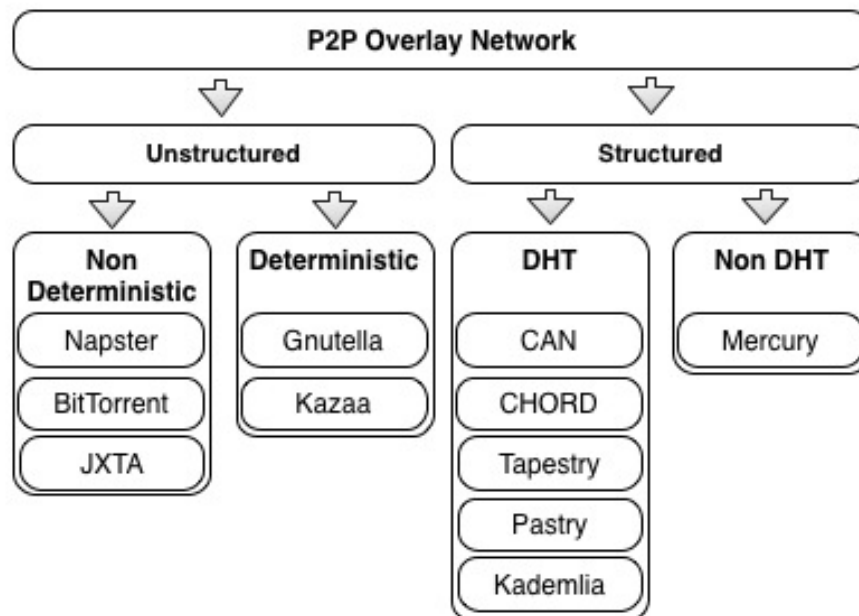 P2P Overlay Network
Unstructured
Structured
Non
Deterministic
Napster
BitTorrent
JXTA
Deterministic
Gnutella
Kazaa
DHT
CAN
CHORD
Tapestry
Pastry
Kademlia
Non DHT
Mercury